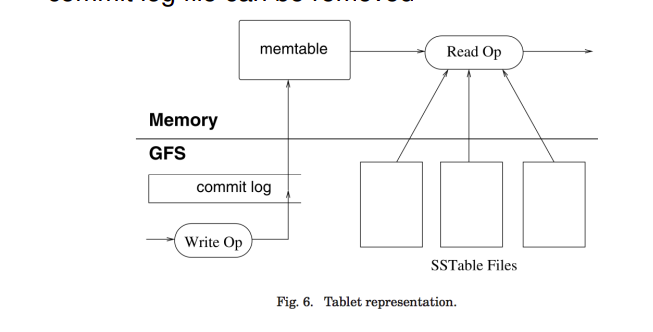 commit log file can be removed
memtable
Read Op
Memory
GFS
commit log
Write Op
SSTable Files
Fig. 6. Tablet representation.